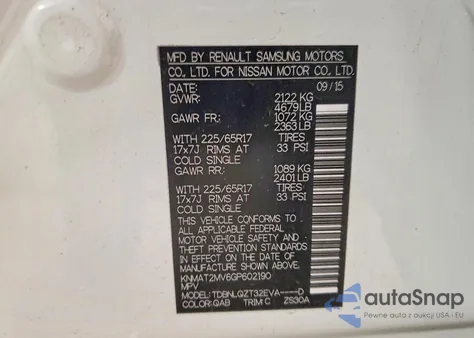 MFD BY RENAULT SAMSUNG MOTORS
CO., LTD. FOR NISSAN MOTOR CO., LTD.
DATE: 09/15
GVWR: 2122 KG
4679LB
GAWR FR: 1072 KG
2363LB
WITH 225/65R17 TIRES
17x7J RIMS AT 33 PSI
COLD SINGLE
GAWR RR: 1089 KG
2401LB
WITH 225/65R17 TIRES
17x7J RIMS AT 33 PSI
COLD SINGLE
THIS VEHICLE CONFORMS TO
ALL APPLICABLE FEDERAL
MOTOR VEHICLE SAFETY AND
THEFT PREVENTION STANDARDS
IN EFFECT ON THE DATE OF
MANUFACTURE SHOWN ABOVE.
KNMAT2MV6GP602190
MPV
MODEL: TDBNLQZT32EVA----D
COLOR: QAB TRIM: C ZS30A
autoSnap
Pewne auta z aukcji w USA i EU